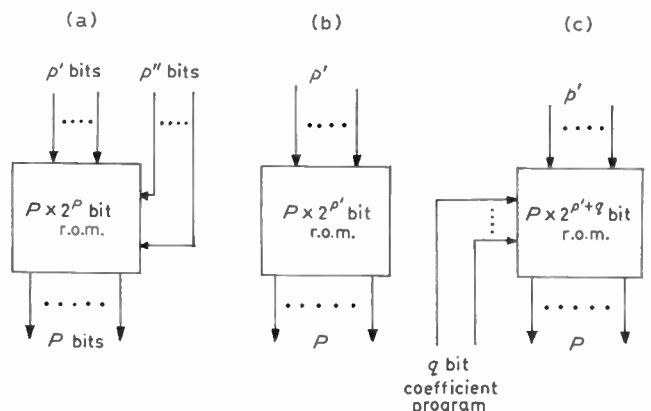 (a)
(b)
(c)
p′ bits
p″ bits
p′
p′
P × 2^p bit
r.o.m.
P × 2^p′ bit
r.o.m.
P × 2^p′+q bit
r.o.m.
P bits
P
P
q bit
coefficient
program